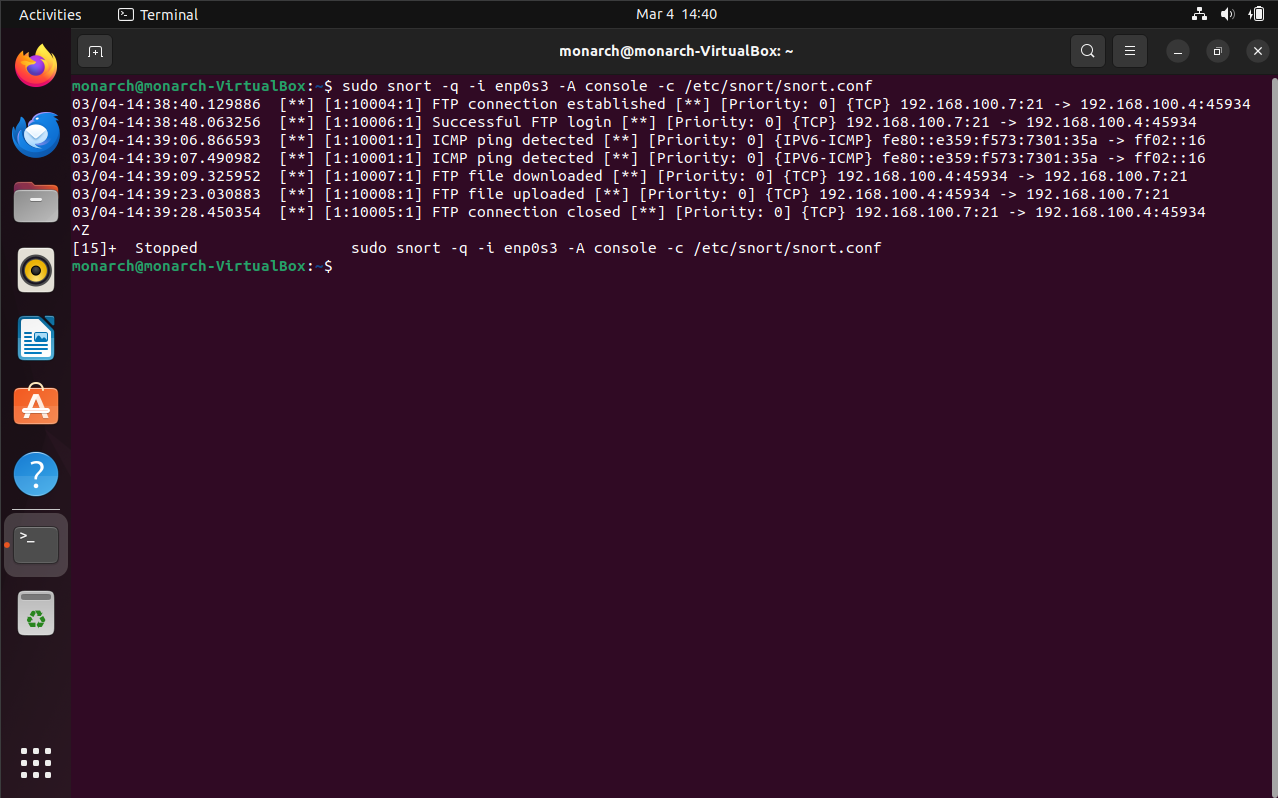 Activities Terminal Mar 4 14:40
monarch@monarch-VirtualBox: ~
monarch@monarch-VirtualBox:~$ sudo snort -q -i enp0s3 -A console -c /etc/snort/snort.conf
03/04-14:38:40.129886  [**] [1:10004:1] FTP connection established [**] [Priority: 0] {TCP} 192.168.100.7:21 -> 192.168.100.4:45934
03/04-14:38:48.063256  [**] [1:10006:1] Successful FTP login [**] [Priority: 0] {TCP} 192.168.100.7:21 -> 192.168.100.4:45934
03/04-14:39:06.866593  [**] [1:10001:1] ICMP ping detected [**] [Priority: 0] {IPV6-ICMP} fe80::e359:f573:7301:35a -> ff02::16
03/04-14:39:07.490982  [**] [1:10001:1] ICMP ping detected [**] [Priority: 0] {IPV6-ICMP} fe80::e359:f573:7301:35a -> ff02::16
03/04-14:39:09.325952  [**] [1:10007:1] FTP file downloaded [**] [Priority: 0] {TCP} 192.168.100.4:45934 -> 192.168.100.7:21
03/04-14:39:23.030883  [**] [1:10008:1] FTP file uploaded [**] [Priority: 0] {TCP} 192.168.100.4:45934 -> 192.168.100.7:21
03/04-14:39:28.450354  [**] [1:10005:1] FTP connection closed [**] [Priority: 0] {TCP} 192.168.100.7:21 -> 192.168.100.4:45934
^Z
[15]+  Stopped                 sudo snort -q -i enp0s3 -A console -c /etc/snort/snort.conf
monarch@monarch-VirtualBox:~$